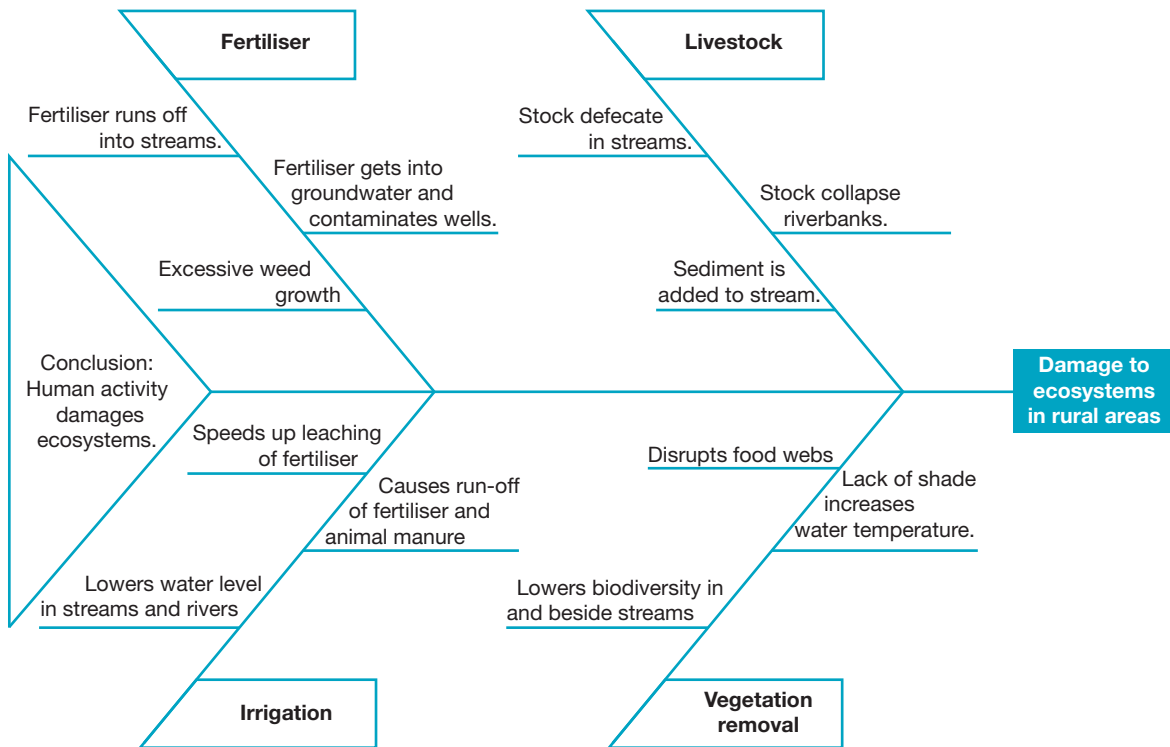 Fertiliser
Livestock
Fertiliser runs off
into streams.
Fertiliser gets into
groundwater and
contaminates wells.
Excessive weed
growth
Stock defecate
in streams.
Stock collapse
riverbanks.
Sediment is
added to stream.
Conclusion:
Human activity
damages
ecosystems.
Damage to
ecosystems
in rural areas
Speeds up leaching
of fertiliser
Causes run-off
of fertiliser and
animal manure
Lowers water level
in streams and rivers
Disrupts food webs
Lack of shade
increases
water temperature.
Lowers biodiversity in
and beside streams
Irrigation
Vegetation
removal